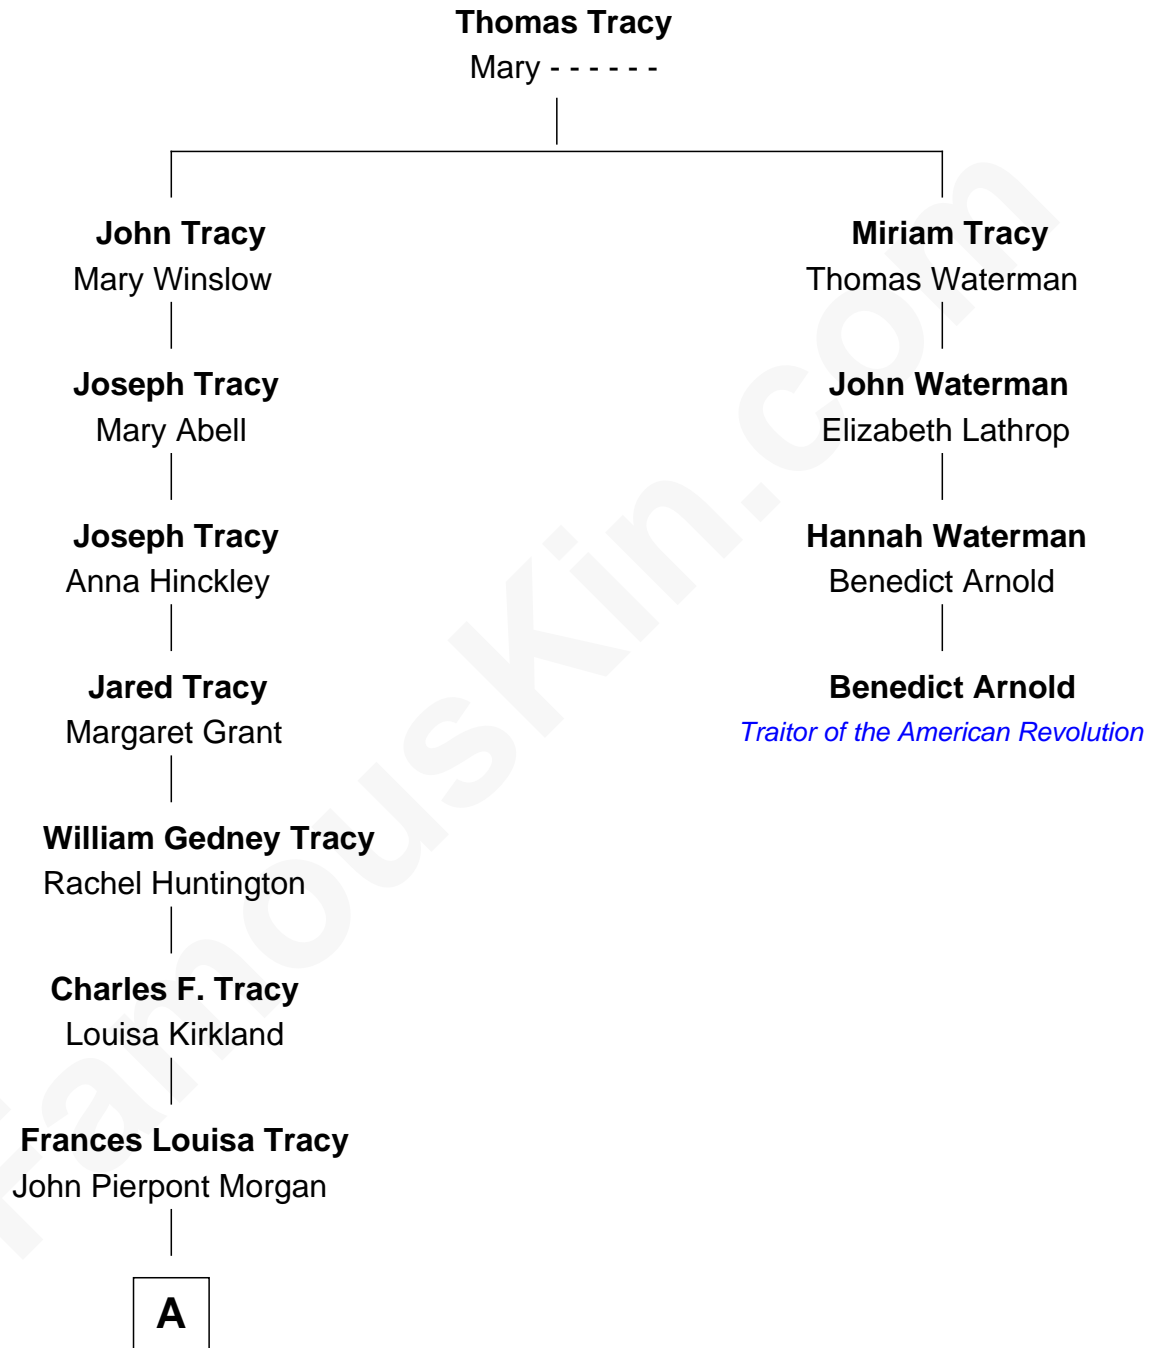 Thomas Tracy
Mary - - - - - -
John Tracy
Mary Winslow
Miriam Tracy
Thomas Waterman
Joseph Tracy
Mary Abell
John Waterman
Elizabeth Lathrop
Joseph Tracy
Anna Hinckley
Hannah Waterman
Benedict Arnold
Jared Tracy
Margaret Grant
Benedict Arnold
Traitor of the American Revolution
William Gedney Tracy
Rachel Huntington
Charles F. Tracy
Louisa Kirkland
Frances Louisa Tracy
John Pierpont Morgan
A
FamousKin.com